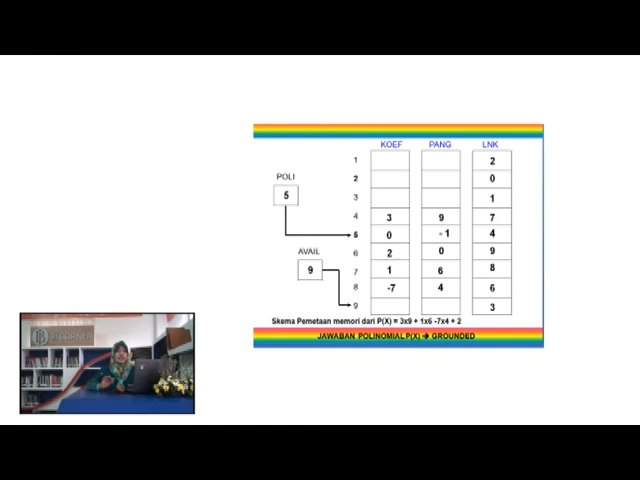 KOEF PANG LNK
1 2
2 0
3 1
POLI
5
4 3 9 7
5 0 -1 4
6 2 0 9
AVAIL
9
7 1 6 8
8 -7 4 6
9 3
Skema Pemetaan memori dari P(X) = 3x9 + 1x6 -7x4 + 2
JAWABAN POLINOMIAL P(X) ➔ GROUNDED
BI CORNER